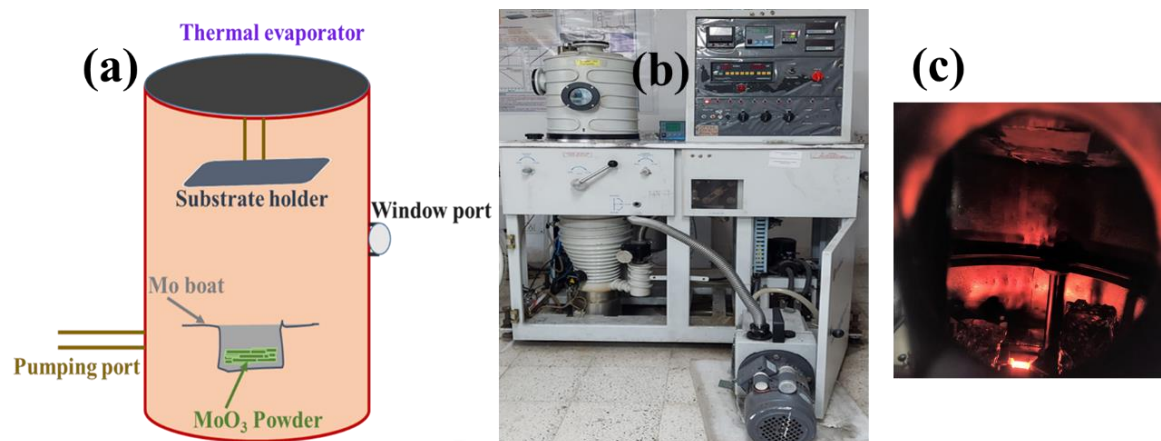 Thermal evaporator
(a)
Substrate holder
Window port
Mo boat
Pumping port
MoO₃ Powder
(b)
(c)